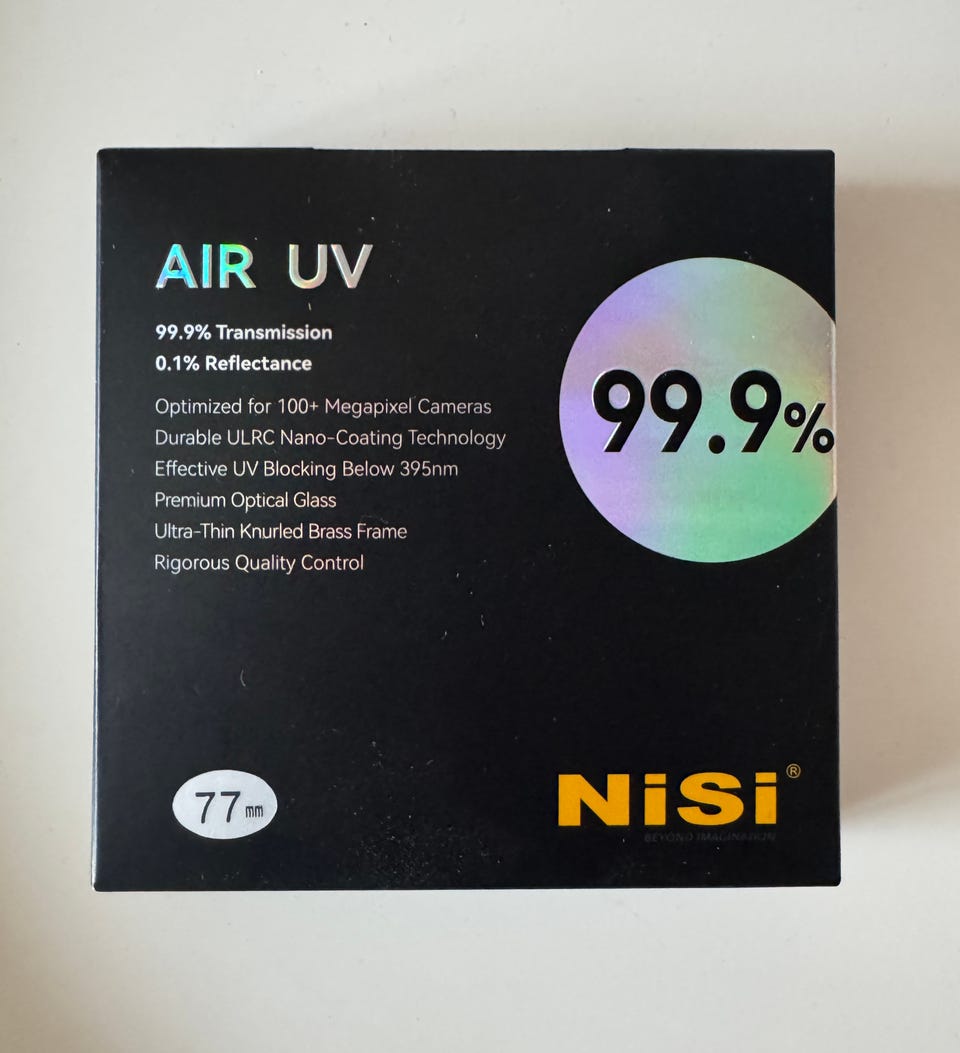 AIR UV
99.9% Transmission
0.1% Reflectance
Optimized for 100+ Megapixel Cameras
Durable ULRC Nano-Coating Technology
Effective UV Blocking Below 395nm
Premium Optical Glass
Ultra-Thin Knurled Brass Frame
Rigorous Quality Control
99.9%
77mm
NiSi®
BEYOND IMAGINATION